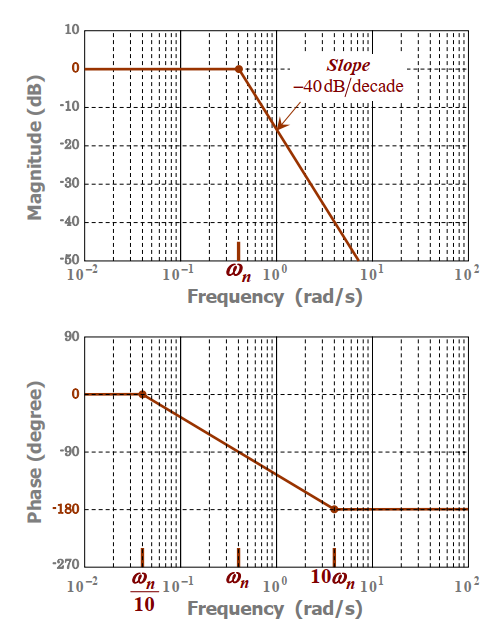 10
0
-10
-20
-30
-40
-50
Magnitude (dB)
Slope
−40 dB/decade
10⁻² 10⁻¹ ωₙ 10⁰ 10¹ 10²
Frequency (rad/s)
90
0
-90
-180
-270
Phase (degree)
10⁻² ωₙ/10 10⁻¹ ωₙ 10⁰ 10ωₙ 10¹ 10²
Frequency (rad/s)